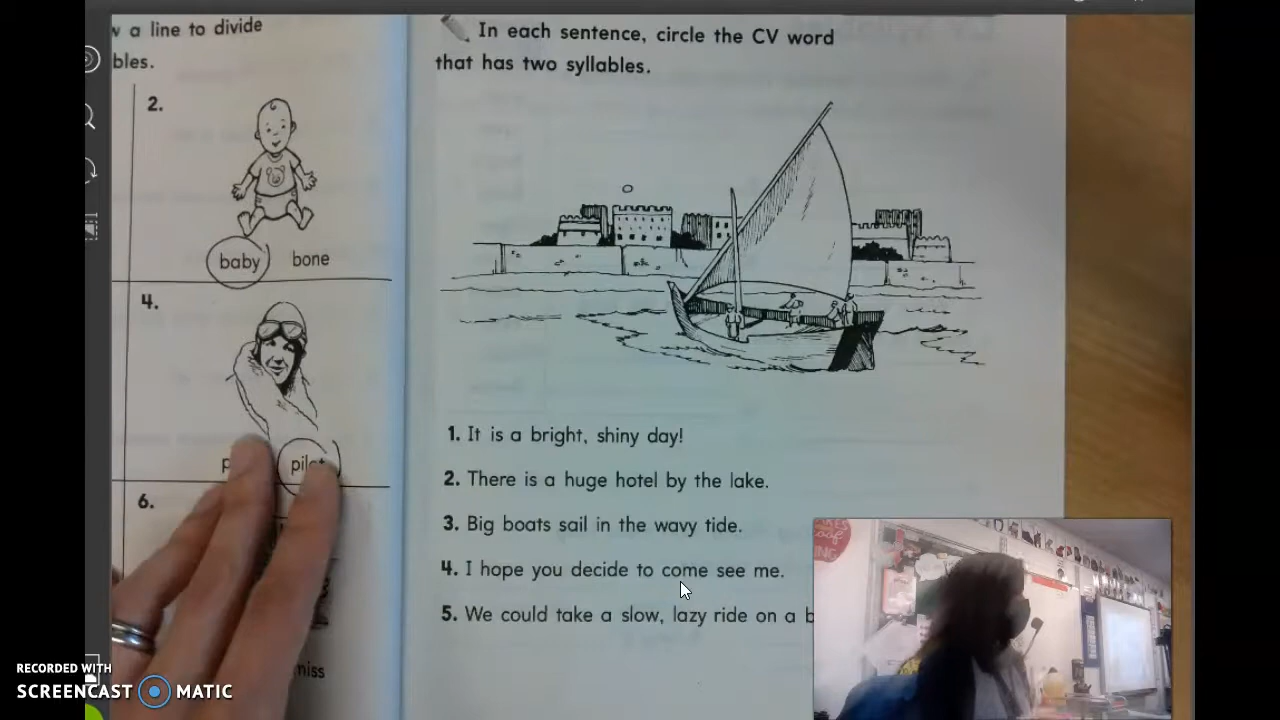 a line to divide
bles.
2.
baby bone
4.
pilot
6.
miss
In each sentence, circle the CV word
that has two syllables.
1. It is a bright, shiny day!
2. There is a huge hotel by the lake.
3. Big boats sail in the wavy tide.
4. I hope you decide to come see me.
5. We could take a slow, lazy ride on a b
RECORDED WITH
SCREENCAST MATIC